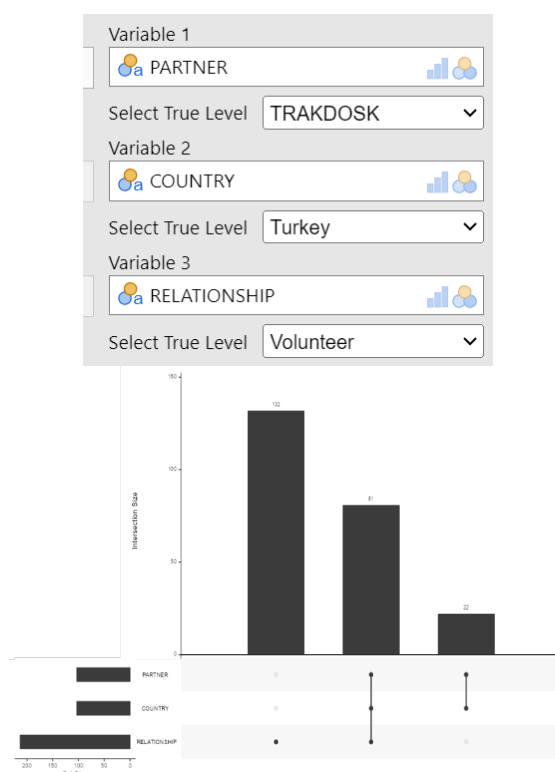 Variable 1
a PARTNER
Select True Level TRAKDOSK
Variable 2
a COUNTRY
Select True Level Turkey
Variable 3
a RELATIONSHIP
Select True Level Volunteer
150
132
100
81
Intersection Size
50
22
0
PARTNER
COUNTRY
RELATIONSHIP
200 150 100 50 0